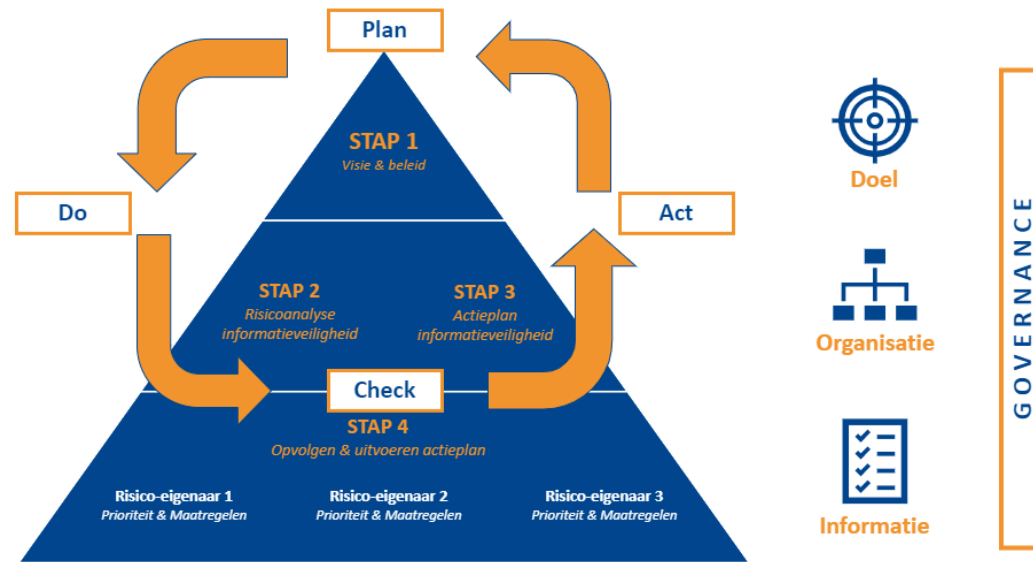 Plan
STAP 1
Visie & beleid
Do
Act
STAP 2
Risicoanalyse
informatieveiligheid
STAP 3
Actieplan
informatieveiligheid
Check
STAP 4
Opvolgen & uitvoeren actieplan
Risico-eigenaar 1
Prioriteit & Maatregelen
Risico-eigenaar 2
Prioriteit & Maatregelen
Risico-eigenaar 3
Prioriteit & Maatregelen
Doel
Organisatie
Informatie
GOVERNANCE